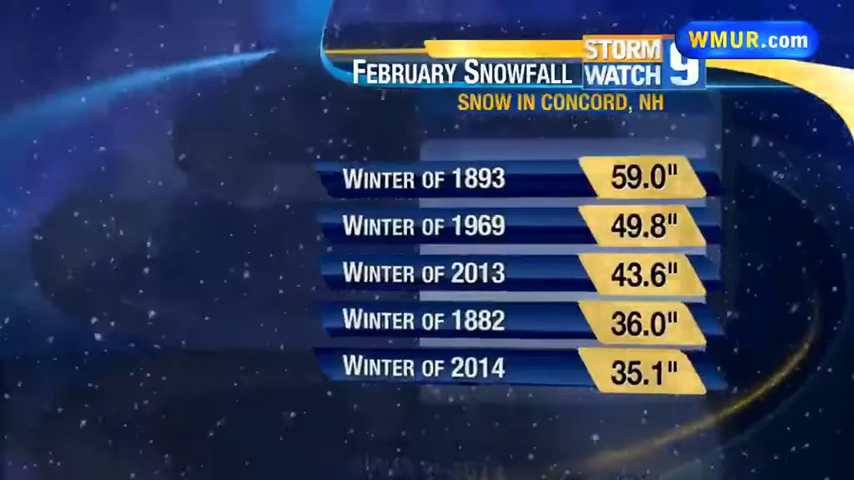 WMUR.com
STORM
WATCH 9
FEBRUARY SNOWFALL
SNOW IN CONCORD, NH
WINTER OF 1893 59.0"
WINTER OF 1969 49.8"
WINTER OF 2013 43.6"
WINTER OF 1882 36.0"
WINTER OF 2014 35.1"